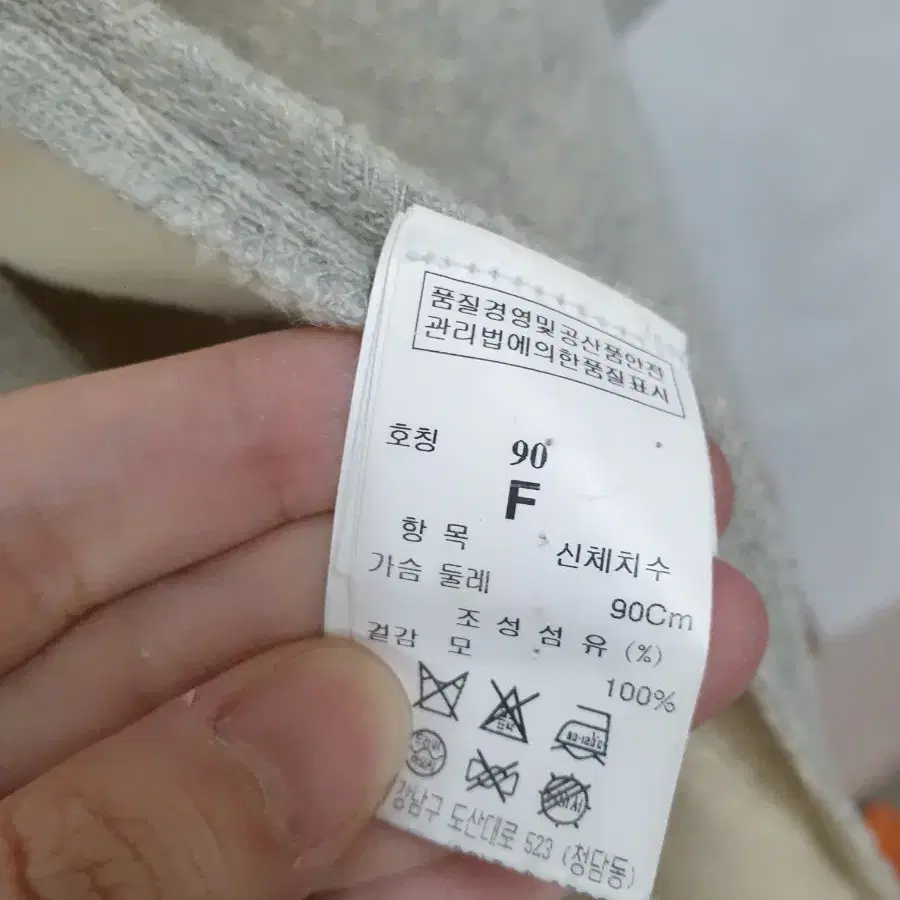 품질경영및공산품안전
관리법에의한품질표시
호칭 90
F
항 목 신체치수
가슴 둘레 90Cm
조 성 섬 유 (%)
겉감 모 100%
강남구 도산대로 523 (청담동)